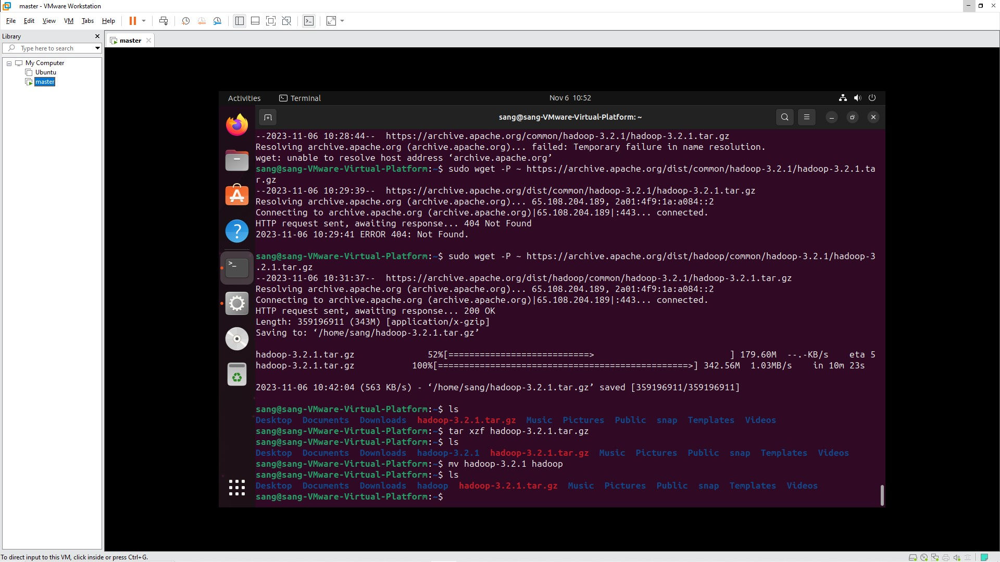 master - VMware Workstation
File Edit View VM Tabs Help
Library
Type here to search
My Computer
Ubuntu
master
master
Activities Terminal Nov 6 10:52
sang@sang-VMware-Virtual-Platform: ~
--2023-11-06 10:28:44--  https://archive.apache.org/common/hadoop-3.2.1/hadoop-3.2.1.tar.gz
Resolving archive.apache.org (archive.apache.org)... failed: Temporary failure in name resolution.
wget: unable to resolve host address ‘archive.apache.org’
sang@sang-VMware-Virtual-Platform:~$ sudo wget -P ~ https://archive.apache.org/dist/common/hadoop-3.2.1/hadoop-3.2.1.ta
r.gz
--2023-11-06 10:29:39--  https://archive.apache.org/dist/common/hadoop-3.2.1/hadoop-3.2.1.tar.gz
Resolving archive.apache.org (archive.apache.org)... 65.108.204.189, 2a01:4f9:1a:a084::2
Connecting to archive.apache.org (archive.apache.org)|65.108.204.189|:443... connected.
HTTP request sent, awaiting response... 404 Not Found
2023-11-06 10:29:41 ERROR 404: Not Found.
sang@sang-VMware-Virtual-Platform:~$ sudo wget -P ~ https://archive.apache.org/dist/hadoop/common/hadoop-3.2.1/hadoop-3
.2.1.tar.gz
--2023-11-06 10:31:37--  https://archive.apache.org/dist/hadoop/common/hadoop-3.2.1/hadoop-3.2.1.tar.gz
Resolving archive.apache.org (archive.apache.org)... 65.108.204.189, 2a01:4f9:1a:a084::2
Connecting to archive.apache.org (archive.apache.org)|65.108.204.189|:443... connected.
HTTP request sent, awaiting response... 200 OK
Length: 359196911 (343M) [application/x-gzip]
Saving to: ‘/home/sang/hadoop-3.2.1.tar.gz’
hadoop-3.2.1.tar.gz              52%[===========================>                          ] 179.60M  --.-KB/s    eta 5
hadoop-3.2.1.tar.gz           100%[================================================>] 342.56M  1.03MB/s    in 10m 23s
2023-11-06 10:42:04 (563 KB/s) - ‘/home/sang/hadoop-3.2.1.tar.gz’ saved [359196911/359196911]
sang@sang-VMware-Virtual-Platform:~$ ls
Desktop  Documents  Downloads  hadoop-3.2.1.tar.gz  Music  Pictures  Public  snap  Templates  Videos
sang@sang-VMware-Virtual-Platform:~$ tar xzf hadoop-3.2.1.tar.gz
sang@sang-VMware-Virtual-Platform:~$ ls
Desktop  Documents  Downloads  hadoop-3.2.1  hadoop-3.2.1.tar.gz  Music  Pictures  Public  snap  Templates  Videos
sang@sang-VMware-Virtual-Platform:~$ mv hadoop-3.2.1 hadoop
sang@sang-VMware-Virtual-Platform:~$ ls
Desktop  Documents  Downloads  hadoop  hadoop-3.2.1.tar.gz  Music  Pictures  Public  snap  Templates  Videos
sang@sang-VMware-Virtual-Platform:~$
To direct input to this VM, click inside or press Ctrl+G.